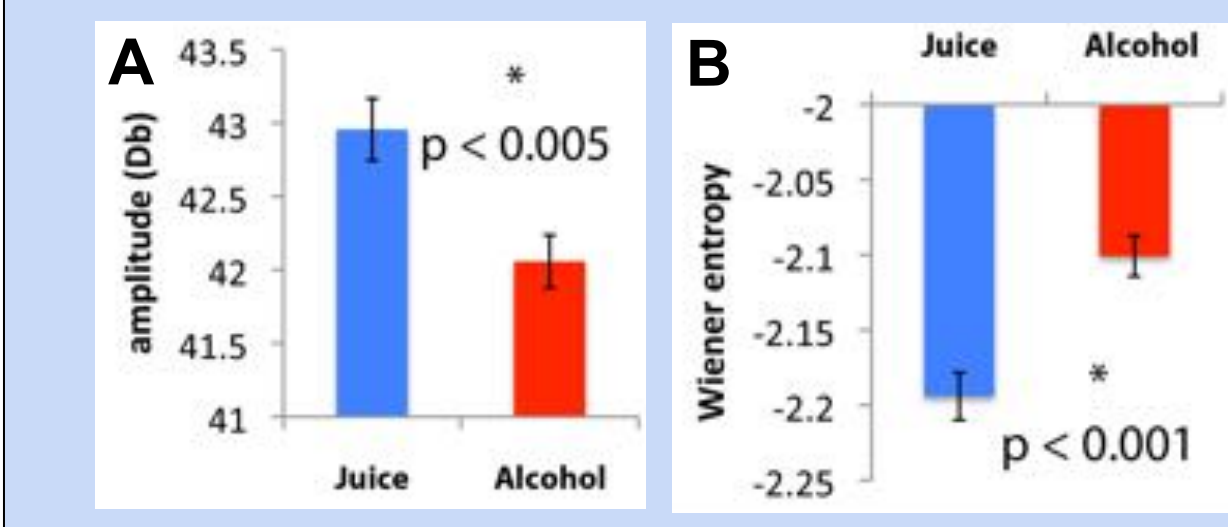 A
amplitude (Db)
43.5
43
42.5
42
41.5
41
*
p < 0.005
Juice
Alcohol
B
Wiener entropy
Juice
Alcohol
-2
-2.05
-2.1
-2.15
-2.2
-2.25
*
p < 0.001